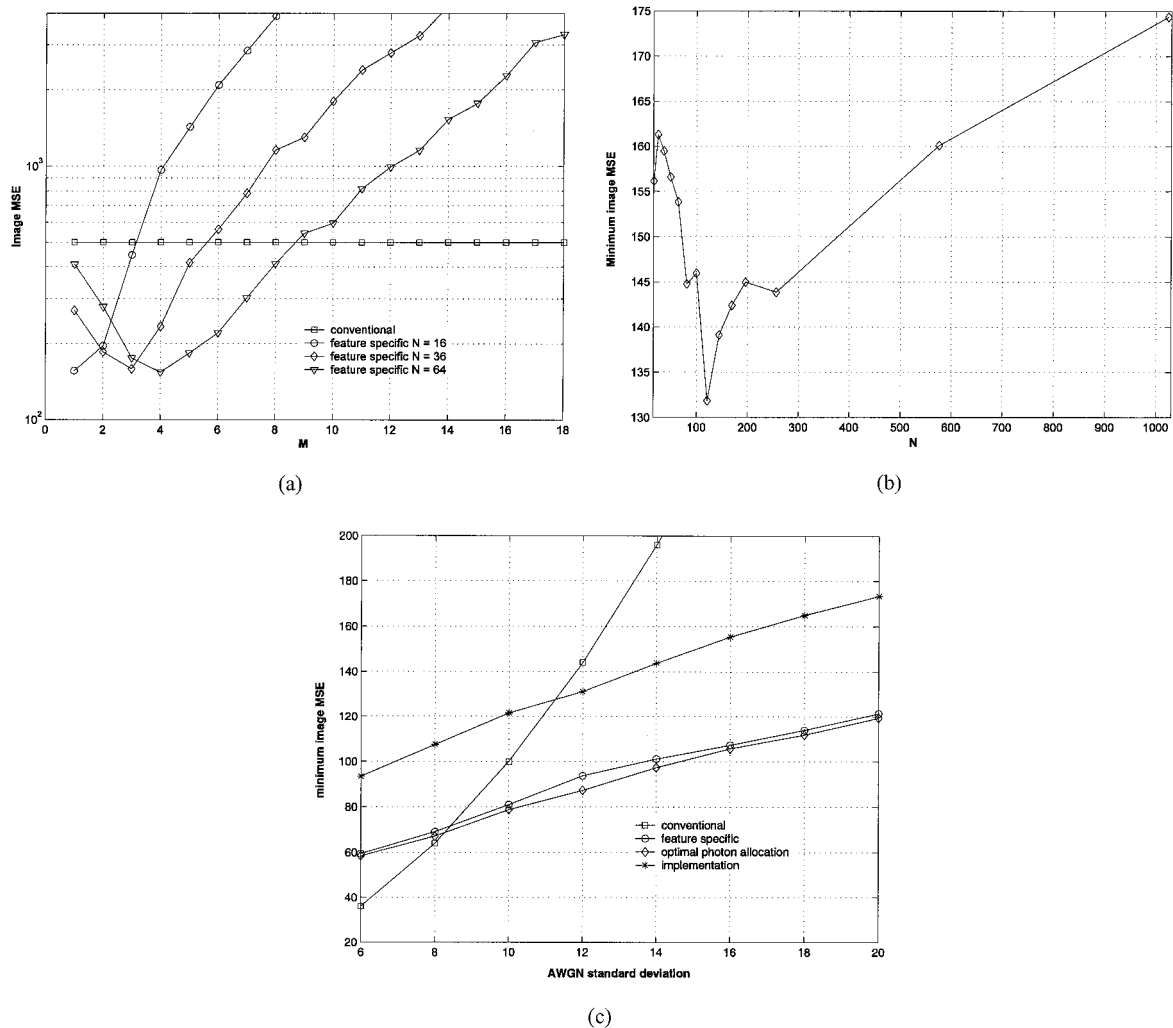 Image MSE
10^3
10^2
0 2 4 6 8 10 12 14 16 18
M
conventional
feature specific N = 16
feature specific N = 36
feature specific N = 64
(a)
Minimum image MSE
175
170
165
160
155
150
145
140
135
130
100 200 300 400 500 600 700 800 900 1000
N
(b)
minimum image MSE
200
180
160
140
120
100
80
60
40
20
6 8 10 12 14 16 18 20
AWGN standard deviation
conventional
feature specific
optimal photon allocation
implementation
(c)